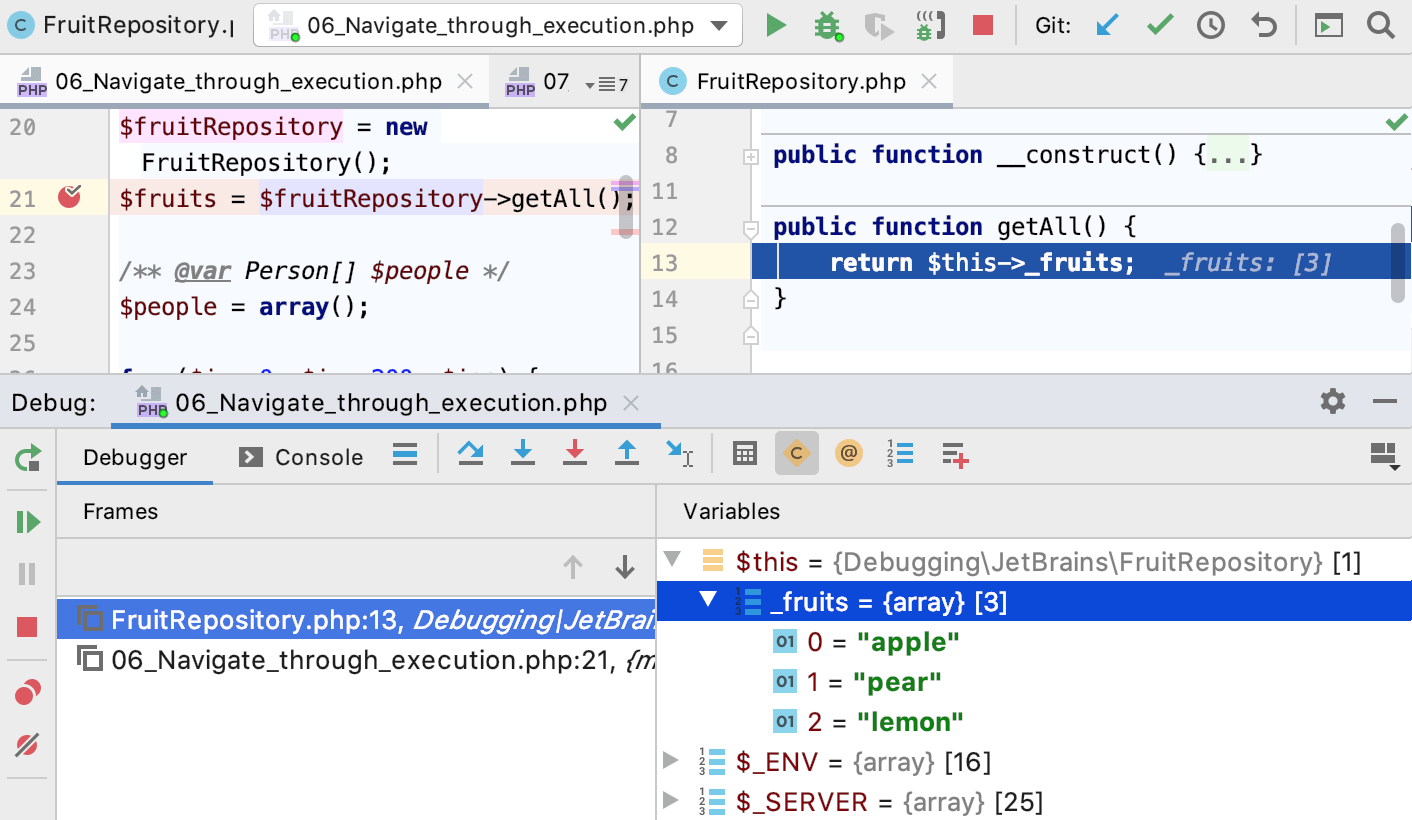 FruitRepository.p 06_Navigate_through_execution.php Git:
06_Navigate_through_execution.php 07 7 FruitRepository.php
20 $fruitRepository = new
FruitRepository();
21 $fruits = $fruitRepository->getAll();
22
23 /** @var Person[] $people */
24 $people = array();
25
7
8 public function __construct() {...}
11
12 public function getAll() {
13 return $this->_fruits; _fruits: [3]
14 }
15
16
Debug: 06_Navigate_through_execution.php
Debugger Console
Frames
FruitRepository.php:13, Debugging|JetBrain
06_Navigate_through_execution.php:21, {m
Variables
$this = {Debugging\JetBrains\FruitRepository} [1]
_fruits = {array} [3]
0 = "apple"
1 = "pear"
2 = "lemon"
$_ENV = {array} [16]
$_SERVER = {array} [25]